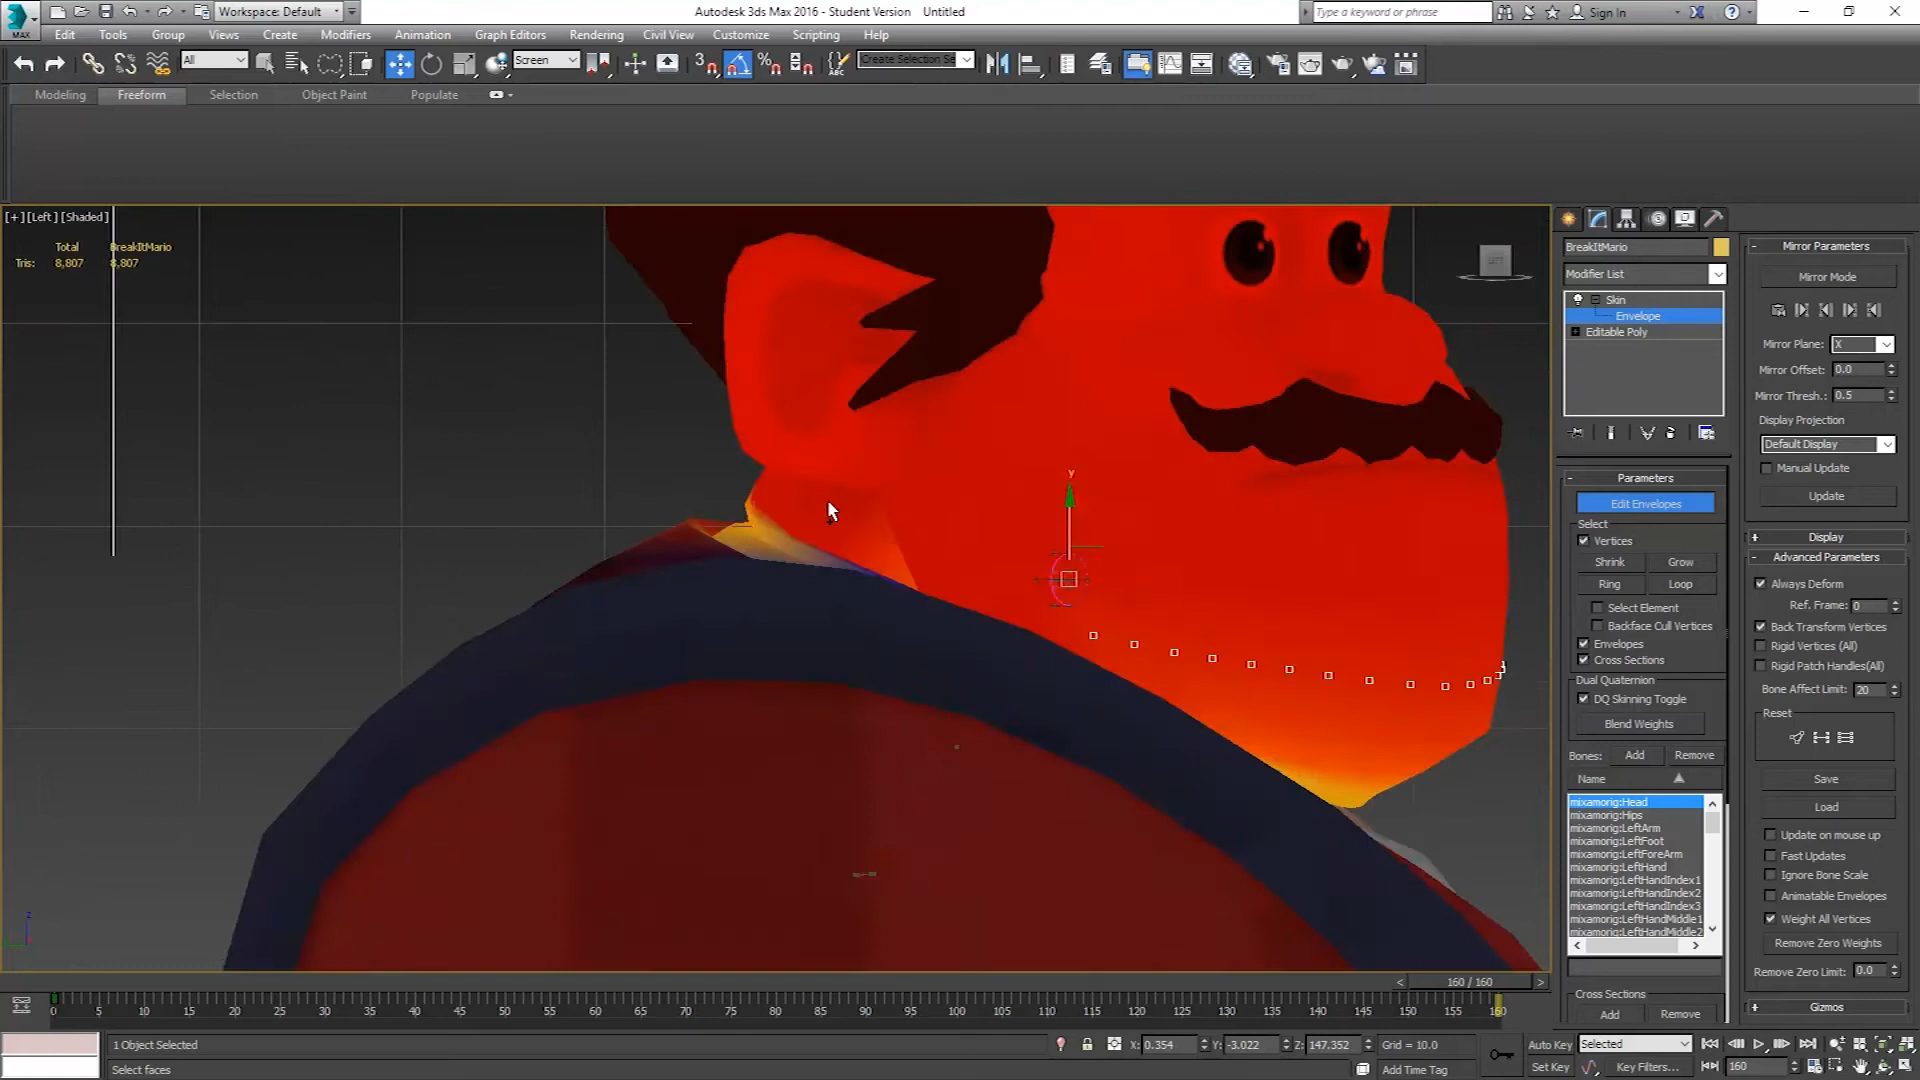 Workspace: Default
Autodesk 3ds Max 2016 - Student Version Untitled
Type a keyword or phrase
Sign In
MAX
Edit Tools Group Views Create Modifiers Animation Graph Editors Rendering Civil View Customize Scripting Help
All
Screen
3
ABC
Create Selection Se
Modeling Freeform Selection Object Paint Populate
[+] [Left] [Shaded]
Total BreakItMario
Tris: 8,807 8,807
y
z
BreakItMario
Modifier List
Skin
Envelope
Editable Poly
Parameters
Edit Envelopes
Select
Vertices
Shrink Grow
Ring Loop
Select Element
Backface Cull Vertices
Envelopes
Cross Sections
Dual Quaternion
DQ Skinning Toggle
Blend Weights
Bones: Add Remove
Name
mixamorig:Head
mixamorig:Hips
mixamorig:LeftArm
mixamorig:LeftFoot
mixamorig:LeftForeArm
mixamorig:LeftHand
mixamorig:LeftHandIndex1
mixamorig:LeftHandIndex2
mixamorig:LeftHandIndex3
mixamorig:LeftHandMiddle1
mixamorig:LeftHandMiddle2
Cross Sections
Add Remove
Mirror Parameters
Mirror Mode
Mirror Plane: X
Mirror Offset: 0.0
Mirror Thresh.: 0.5
Display Projection
Default Display
Manual Update
Update
Display
Advanced Parameters
Always Deform
Ref. Frame: 0
Back Transform Vertices
Rigid Vertices (All)
Rigid Patch Handles(All)
Bone Affect Limit: 20
Reset
Save
Load
Update on mouse up
Fast Updates
Ignore Bone Scale
Animatable Envelopes
Weight All Vertices
Remove Zero Weights
Remove Zero Limit: 0.0
Gizmos
160 / 160
0 5 10 15 20 25 30 35 40 45 50 55 60 65 70 75 80 85 90 95 100 105 110 115 120 125 130 135 140 145 150 155 160
1 Object Selected
X: 0.354 Y: -3.022 Z: 147.352 Grid = 10.0
Auto Key Selected
Select faces
Add Time Tag
Set Key Key Filters... 160